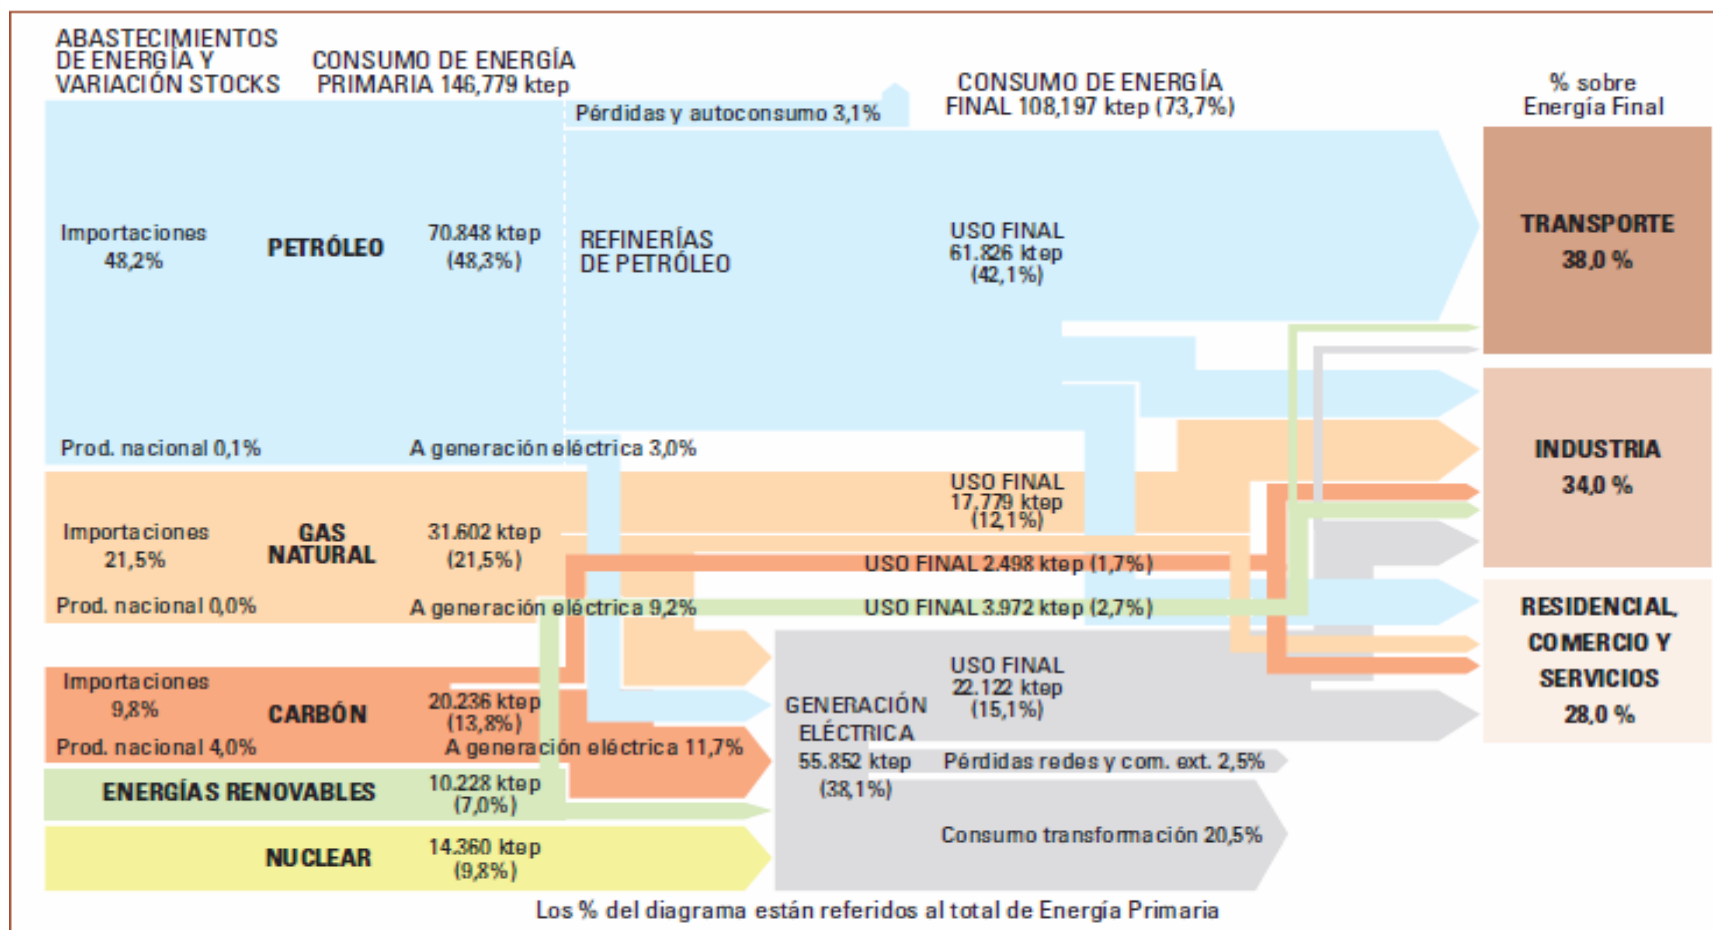 ABASTECIMIENTOS
DE ENERGÍA Y
VARIACIÓN STOCKS
CONSUMO DE ENERGÍA
PRIMARIA 146,779 ktep
CONSUMO DE ENERGÍA
FINAL 108,197 ktep (73,7%)
% sobre
Energía Final
Pérdidas y autoconsumo 3,1%
Importaciones
48,2%
PETRÓLEO
70.848 ktep
(48,3%)
REFINERÍAS
DE PETRÓLEO
USO FINAL
61.826 ktep
(42,1%)
TRANSPORTE
38,0 %
Prod. nacional 0,1%
A generación eléctrica 3,0%
INDUSTRIA
34,0 %
Importaciones
21,5%
GAS
NATURAL
31.602 ktep
(21,5%)
USO FINAL
17,779 ktep
(12,1%)
USO FINAL 2.498 ktep (1,7%)
Prod. nacional 0,0%
A generación eléctrica 9,2%
USO FINAL 3.972 ktep (2,7%)
RESIDENCIAL,
COMERCIO Y
SERVICIOS
28,0 %
Importaciones
9,8%
CARBÓN
20.236 ktep
(13,8%)
Prod. nacional 4,0%
A generación eléctrica 11,7%
GENERACIÓN
ELÉCTRICA
55.852 ktep
(38,1%)
USO FINAL
22.122 ktep
(15,1%)
Pérdidas redes y com. ext. 2,5%
ENERGÍAS RENOVABLES
10.228 ktep
(7,0%)
Consumo transformación 20,5%
NUCLEAR
14.360 ktep
(9,8%)
Los % del diagrama están referidos al total de Energía Primaria